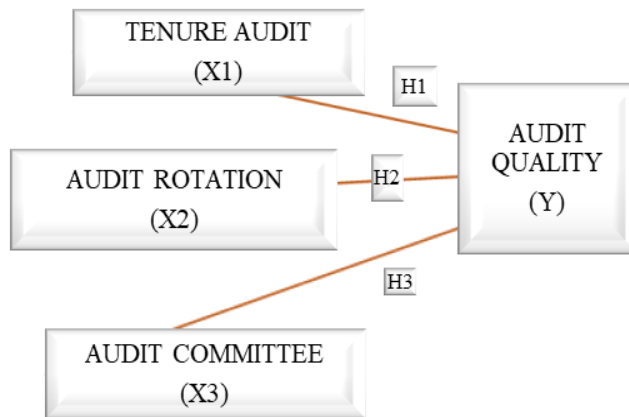 TENURE AUDIT
(X1)
H1
AUDIT
QUALITY
(Y)
AUDIT ROTATION
(X2)
H2
H3
AUDIT COMMITTEE
(X3)